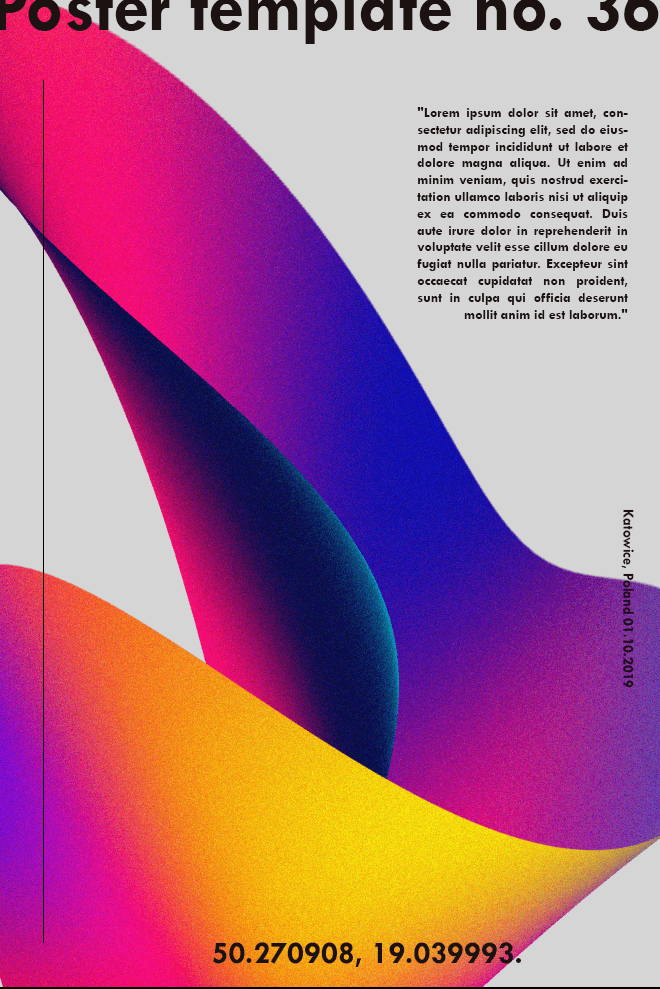 Poster template no. 36
"Lorem ipsum dolor sit amet, con-
sectetur adipiscing elit, sed do eius-
mod tempor incididunt ut labore et
dolore magna aliqua. Ut enim ad
minim veniam, quis nostrud exerci-
tation ullamco laboris nisi ut aliquip
ex ea commodo consequat. Duis
aute irure dolor in reprehenderit in
voluptate velit esse cillum dolore eu
fugiat nulla pariatur. Excepteur sint
occaecat cupidatat non proident,
sunt in culpa qui officia deserunt
mollit anim id est laborum."
Katowice, Poland 01.10.2019
50.270908, 19.039993.